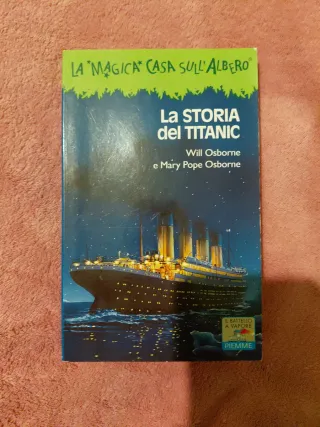 LA MAGICA CASA SULL'ALBERO
LA STORIA
del TITANIC
Will Osborne
e Mary Pope Osborne
IL BATTELLO
A VAPORE
PIEMME